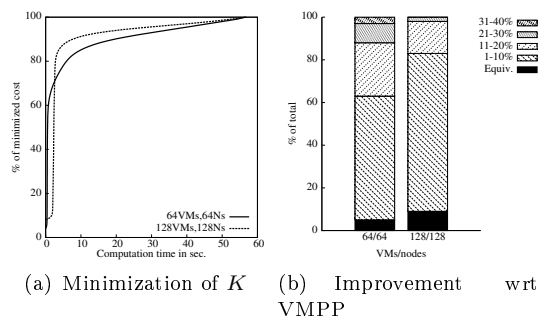 100
80
60
40
20
0
% of minimized cost
64VMs,64Ns
128VMs,128Ns
0 10 20 30 40 50 60
Computation time in sec.
(a) Minimization of K
100
80
60
40
20
0
% of total
31-40%
21-30%
11-20%
1-10%
Equiv.
64/64 128/128
VMs/nodes
(b) Improvement wrt
VMPP